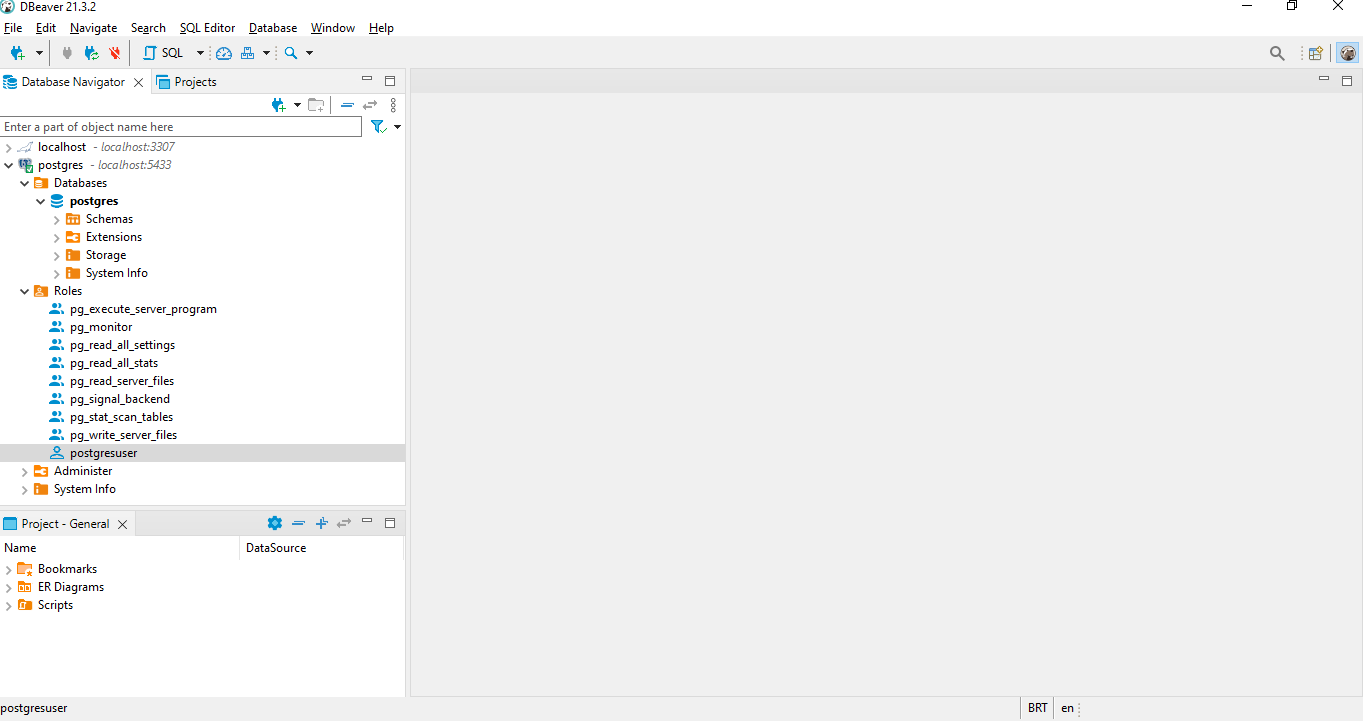 DBeaver 21.3.2
File Edit Navigate Search SQL Editor Database Window Help
SQL
Database Navigator Projects
Enter a part of object name here
localhost - localhost:3307
postgres - localhost:5433
Databases
postgres
Schemas
Extensions
Storage
System Info
Roles
pg_execute_server_program
pg_monitor
pg_read_all_settings
pg_read_all_stats
pg_read_server_files
pg_signal_backend
pg_stat_scan_tables
pg_write_server_files
postgresuser
Administer
System Info
Project - General
Name DataSource
Bookmarks
ER Diagrams
Scripts
postgresuser BRT en